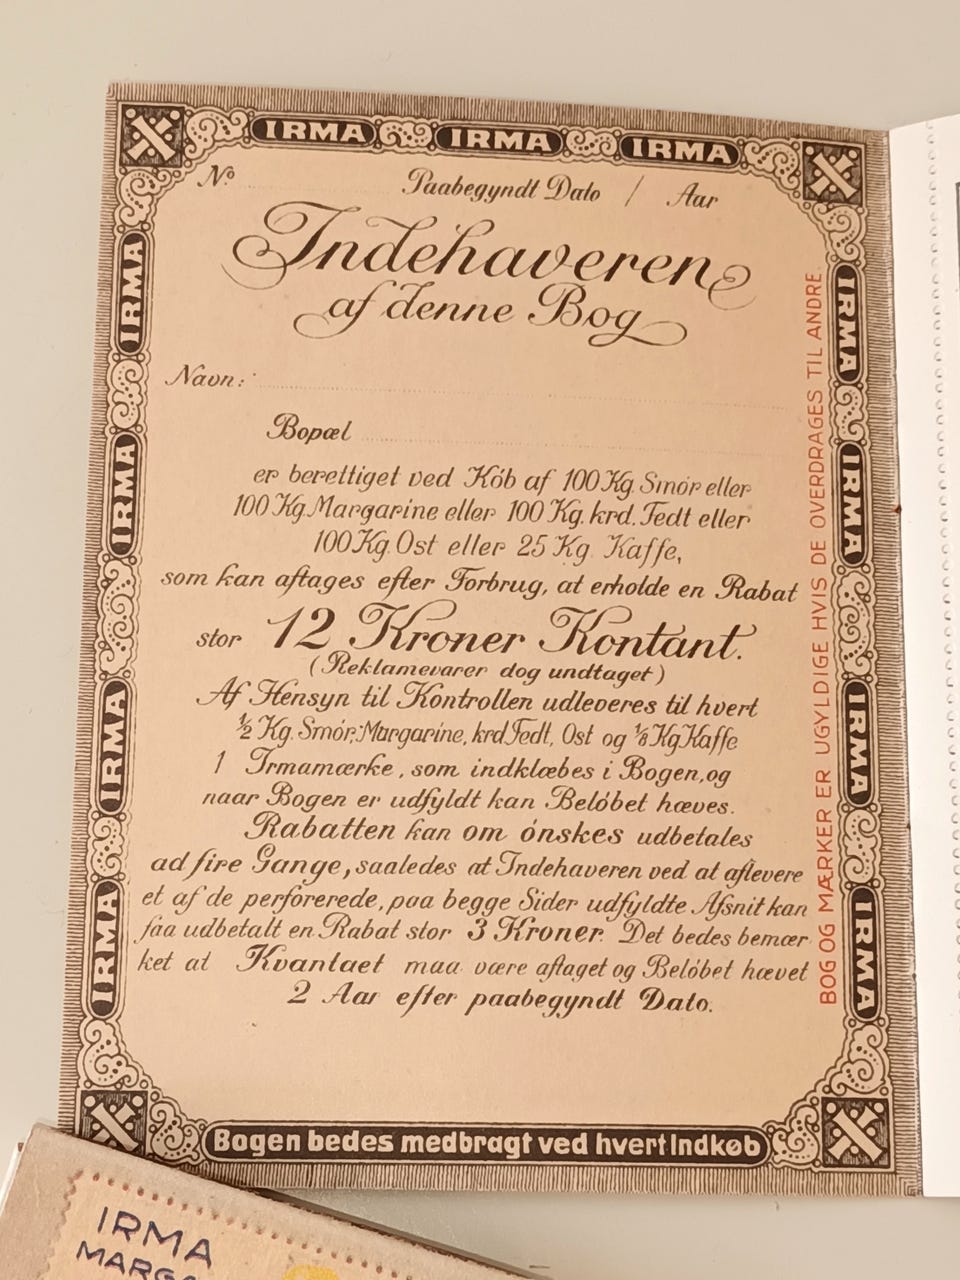 IRMA IRMA IRMA
No Paabegyndt Dato / Aar
Indehaveren
af denne Bog
Navn:
Bopæl
er berettiget ved Köb af 100 Kg. Smör eller
100 Kg. Margarine eller 100 Kg. krd. Fedt eller
100 Kg. Ost eller 25 Kg. Kaffe,
som kan aftages efter Forbrug, at erholde en Rabat
stor 12 Kroner Kontant.
(Reklamevarer dog undtaget)
Af Hensyn til Kontrollen udleveres til hvert
½ Kg. Smör, Margarine, krd. Fedt, Ost og ⅛ Kg Kaffe
1 Irmamærke, som indklæbes i Bogen, og
naar Bogen er udfyldt kan Belöbet hæves.
Rabatten kan om önskes udbetales
ad fire Gange, saaledes at Indehaveren ved at aflevere
et af de perforerede, paa begge Sider udfyldte Afsnit kan
faa udbetalt en Rabat stor 3 Kroner. Det bedes bemær
ket at Kvantaet maa være aftaget og Belöbet hævet
2 Aar efter paabegyndt Dato.
Bogen bedes medbragt ved hvert Indkøb
IRMA
IRMA
IRMA
IRMA
IRMA
IRMA
IRMA
IRMA
BOG OG MÆRKER ER UGYLDIGE HVIS DE OVERDRAGES TIL ANDRE.
IRMA